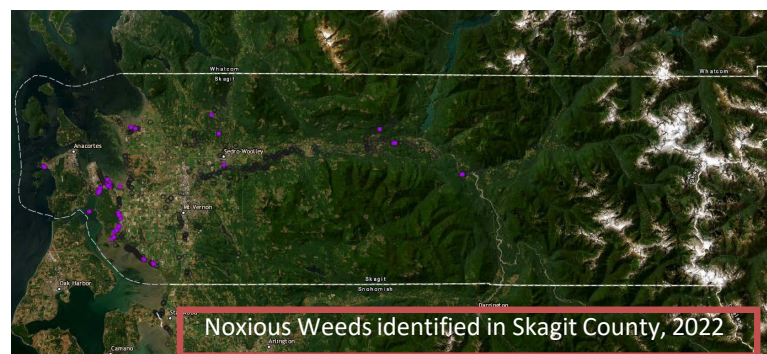 Whatcom
Skagit
Whatcom
Anacortes
Sedro-Woolley
Mt Vernon
Skagit
Snohomish
Oak Harbor
Darrington
Arlington
Camano
Noxious Weeds identified in Skagit County, 2022